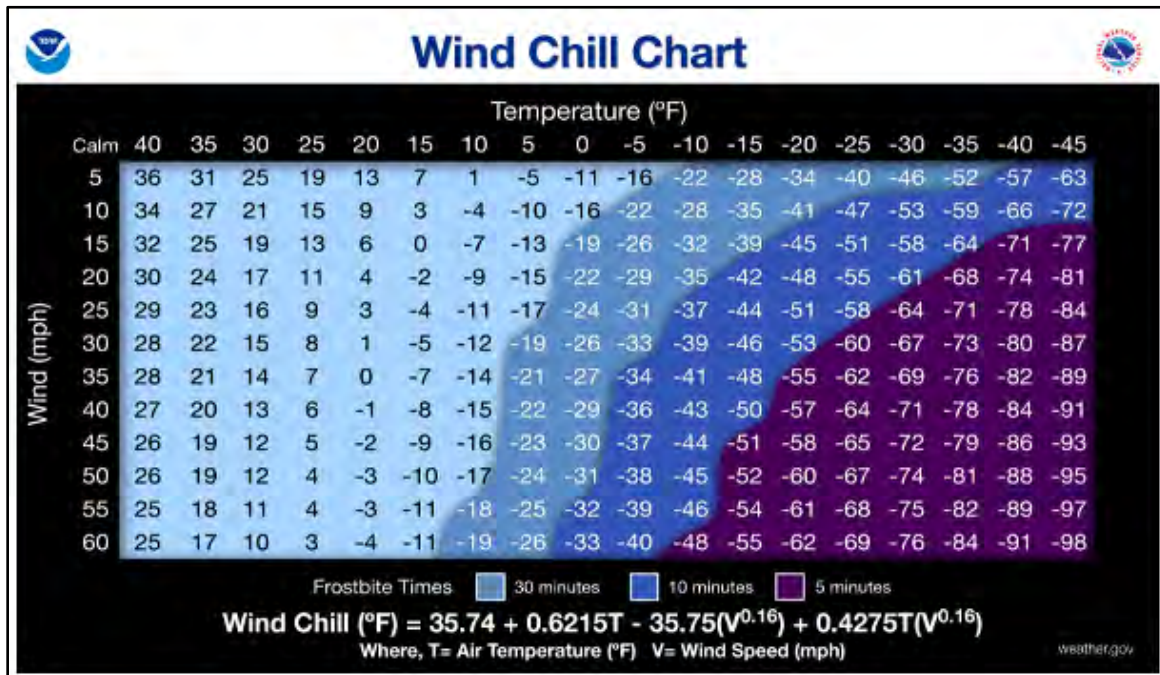 Wind Chill Chart
Temperature (ºF)
Calm 40 35 30 25 20 15 10 5 0 -5 -10 -15 -20 -25 -30 -35 -40 -45
Wind (mph)
5 36 31 25 19 13 7 1 -5 -11 -16 -22 -28 -34 -40 -46 -52 -57 -63
10 34 27 21 15 9 3 -4 -10 -16 -22 -28 -35 -41 -47 -53 -59 -66 -72
15 32 25 19 13 6 0 -7 -13 -19 -26 -32 -39 -45 -51 -58 -64 -71 -77
20 30 24 17 11 4 -2 -9 -15 -22 -29 -35 -42 -48 -55 -61 -68 -74 -81
25 29 23 16 9 3 -4 -11 -17 -24 -31 -37 -44 -51 -58 -64 -71 -78 -84
30 28 22 15 8 1 -5 -12 -19 -26 -33 -39 -46 -53 -60 -67 -73 -80 -87
35 28 21 14 7 0 -7 -14 -21 -27 -34 -41 -48 -55 -62 -69 -76 -82 -89
40 27 20 13 6 -1 -8 -15 -22 -29 -36 -43 -50 -57 -64 -71 -78 -84 -91
45 26 19 12 5 -2 -9 -16 -23 -30 -37 -44 -51 -58 -65 -72 -79 -86 -93
50 26 19 12 4 -3 -10 -17 -24 -31 -38 -45 -52 -60 -67 -74 -81 -88 -95
55 25 18 11 4 -3 -11 -18 -25 -32 -39 -46 -54 -61 -68 -75 -82 -89 -97
60 25 17 10 3 -4 -11 -19 -26 -33 -40 -48 -55 -62 -69 -76 -84 -91 -98
Frostbite Times 30 minutes 10 minutes 5 minutes
Wind Chill (ºF) = 35.74 + 0.6215T - 35.75(V^0.16) + 0.4275T(V^0.16)
Where, T= Air Temperature (ºF) V= Wind Speed (mph)
weather.gov